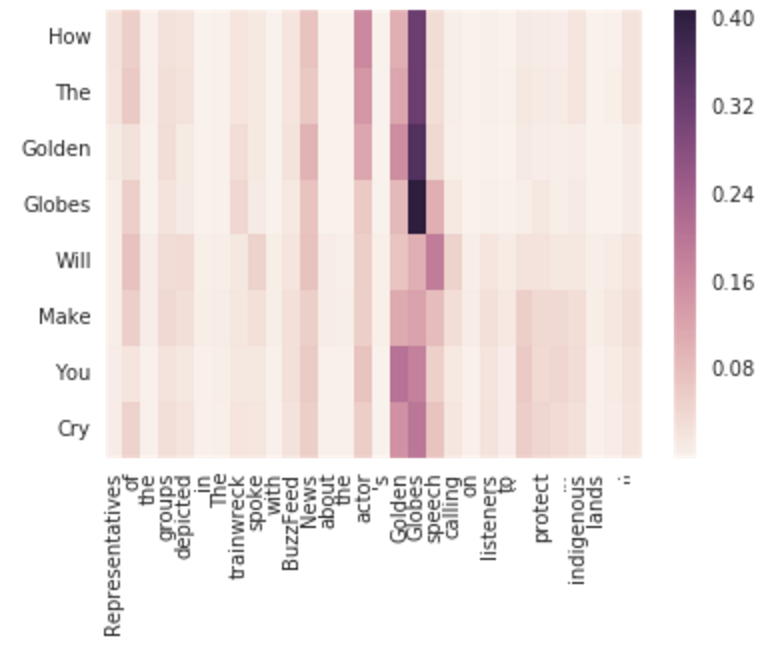 How
The
Golden
Globes
Will
Make
You
Cry
0.40
0.32
0.24
0.16
0.08
Representatives
of
the
groups
depicted
in
The
trainwreck
spoke
with
BuzzFeed
News
about
the
actor
's
Golden
Globes
speech
calling
on
listeners
to
protect
indigenous
lands